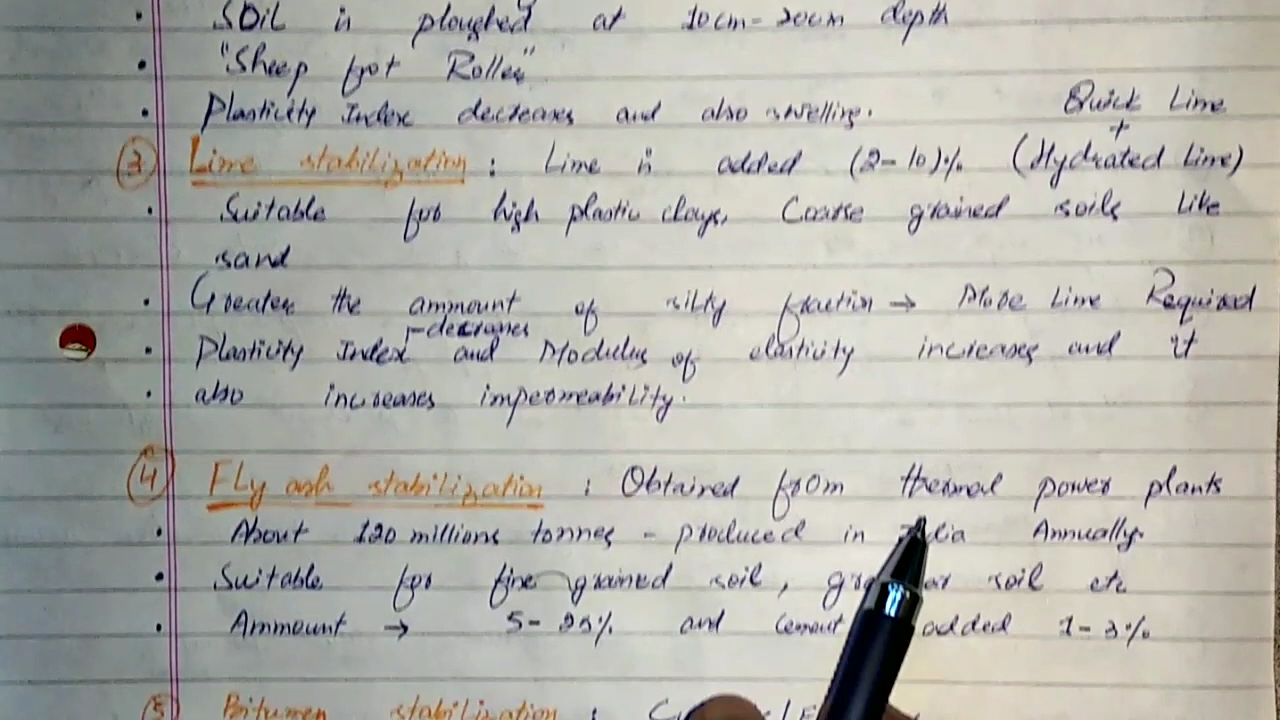 • Soil is ploughed at 10cm-20cm depth
• "Sheep foot Roller"
• Plasticity Index decreases and also swelling.
Quick Lime
+
③ Lime stabilization : Lime is added (2-10)% (Hydrated Lime)
• Suitable for high plastic clays, Coarse grained soils like
sand
• Greater the ammount of silty fraction → More Lime Required
decreases
• Plasticity Index and Modulus of elasticity increases and it
• also increases impermeability.
④ Fly ash stabilization : Obtained from thermal power plants
• About 120 millions tonnes - produced in India Annually.
• Suitable for fine grained soil, soil etc
• Ammount → 5-25% and Cement added 1-3%
⑤ Bitumen stabilization :